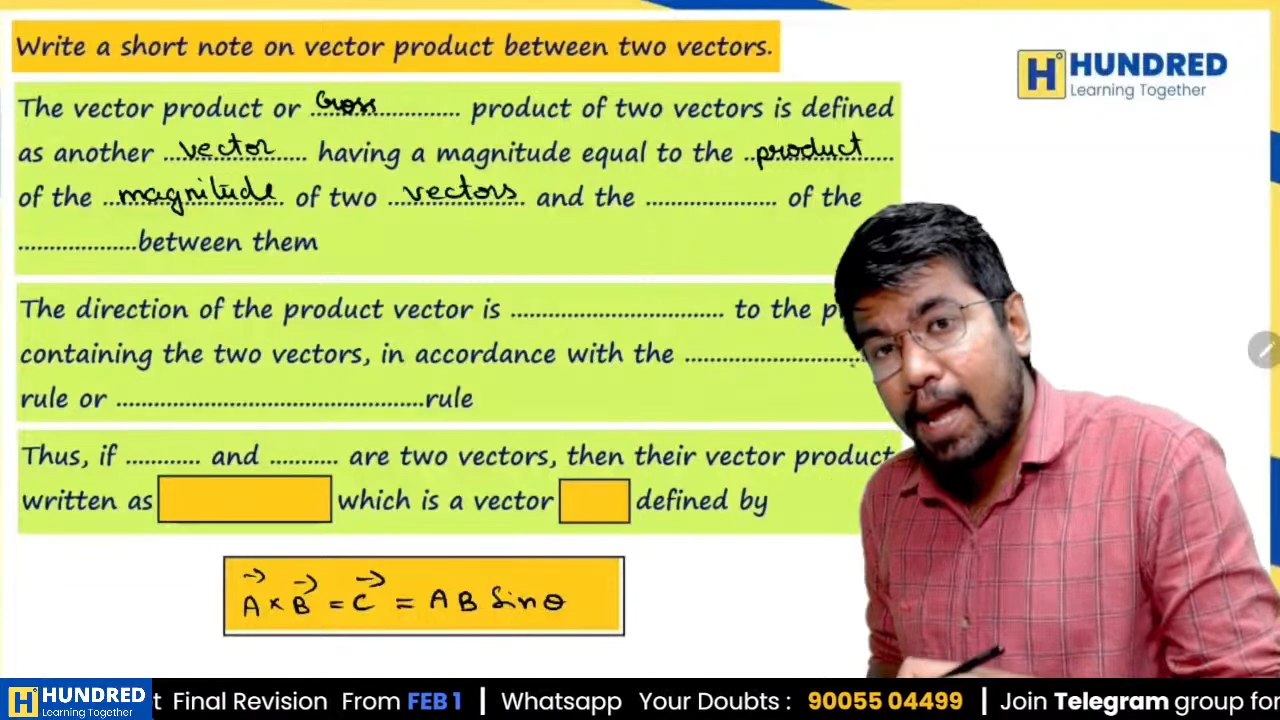 Write a short note on vector product between two vectors.
H HUNDRED
Learning Together
The vector product or Cross product of two vectors is defined
as another vector having a magnitude equal to the product
of the magnitude of two vectors and the .................... of the
..................between them
The direction of the product vector is ................................. to the
containing the two vectors, in accordance with the ...........................
rule or ...............................................rule
Thus, if ........... and .......... are two vectors, then their vector product
written as which is a vector defined by
A⃗ × B⃗ = C⃗ = A B Sinθ
H HUNDRED
Learning Together
t Final Revision From FEB 1 | Whatsapp Your Doubts : 90055 04499 | Join Telegram group for